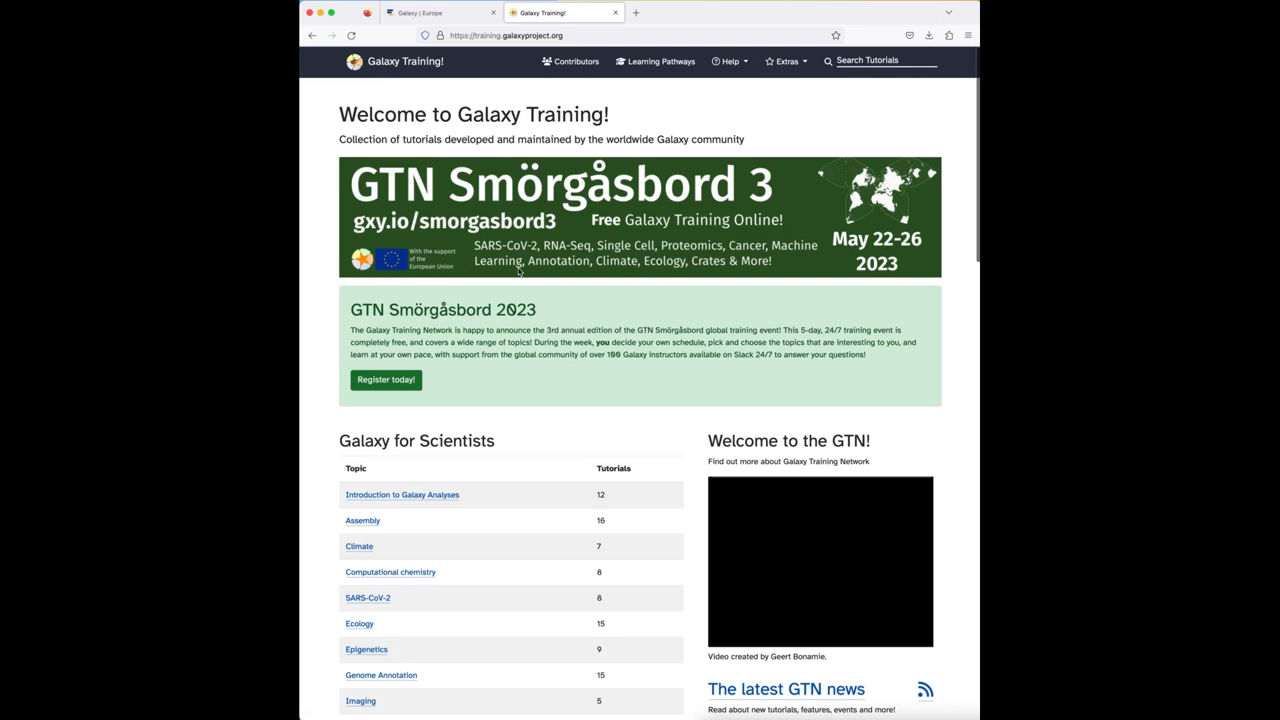 Galaxy | Europe
Galaxy Training!
https://training.galaxyproject.org
Galaxy Training!
Contributors
Learning Pathways
Help
Extras
Search Tutorials
Welcome to Galaxy Training!
Collection of tutorials developed and maintained by the worldwide Galaxy community
GTN Smörgåsbord 3
gxy.io/smorgasbord3
Free Galaxy Training Online!
With the support
of the
European Union
SARS-CoV-2, RNA-Seq, Single Cell, Proteomics, Cancer, Machine
Learning, Annotation, Climate, Ecology, Crates & More!
May 22-26
2023
GTN Smörgåsbord 2023
The Galaxy Training Network is happy to announce the 3rd annual edition of the GTN Smörgåsbord global training event! This 5-day, 24/7 training event is
completely free, and covers a wide range of topics! During the week, you decide your own schedule, pick and choose the topics that are interesting to you, and
learn at your own pace, with support from the global community of over 100 Galaxy instructors available on Slack 24/7 to answer your questions!
Register today!
Galaxy for Scientists
Topic Tutorials
Introduction to Galaxy Analyses 12
Assembly 16
Climate 7
Computational chemistry 8
SARS-CoV-2 8
Ecology 15
Epigenetics 9
Genome Annotation 15
Imaging 5
Welcome to the GTN!
Find out more about Galaxy Training Network
Video created by Geert Bonamie.
The latest GTN news
Read about new tutorials, features, events and more!